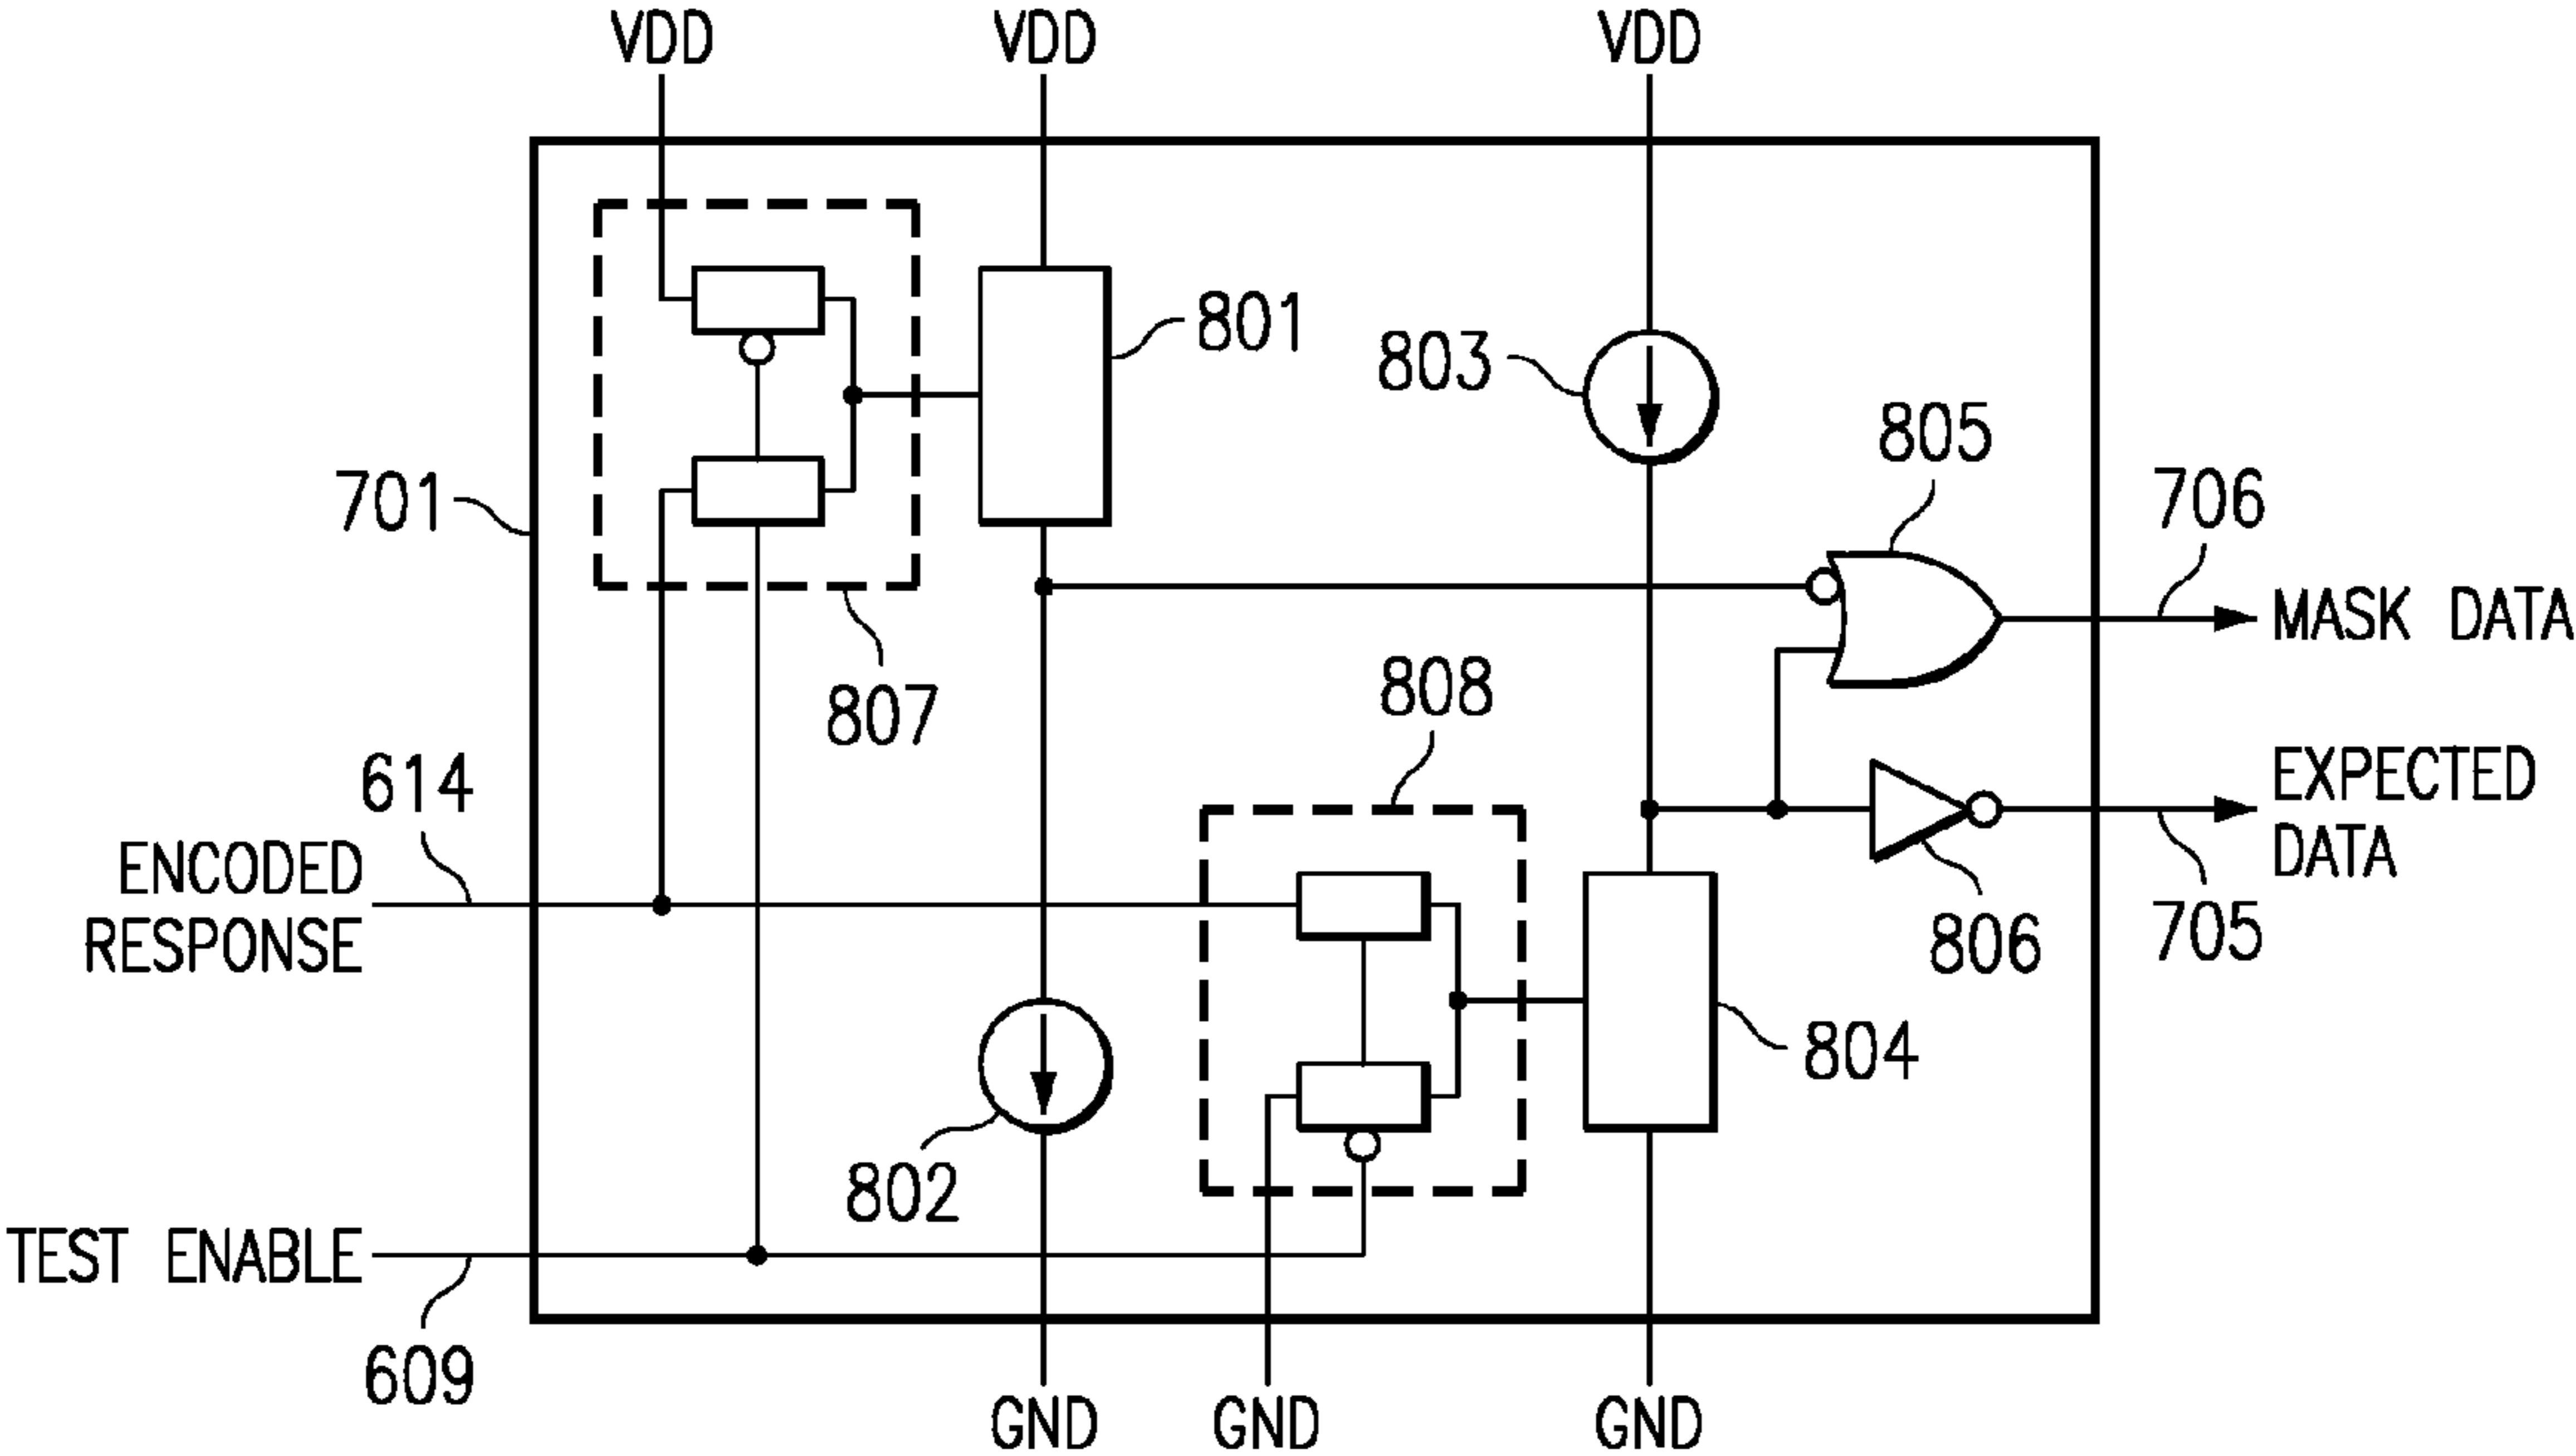 VDD VDD VDD
801
803
805
701
706
MASK DATA
807
808
614
EXPECTED
DATA
ENCODED
RESPONSE
806
705
804
802
TEST ENABLE
609
GND GND GND